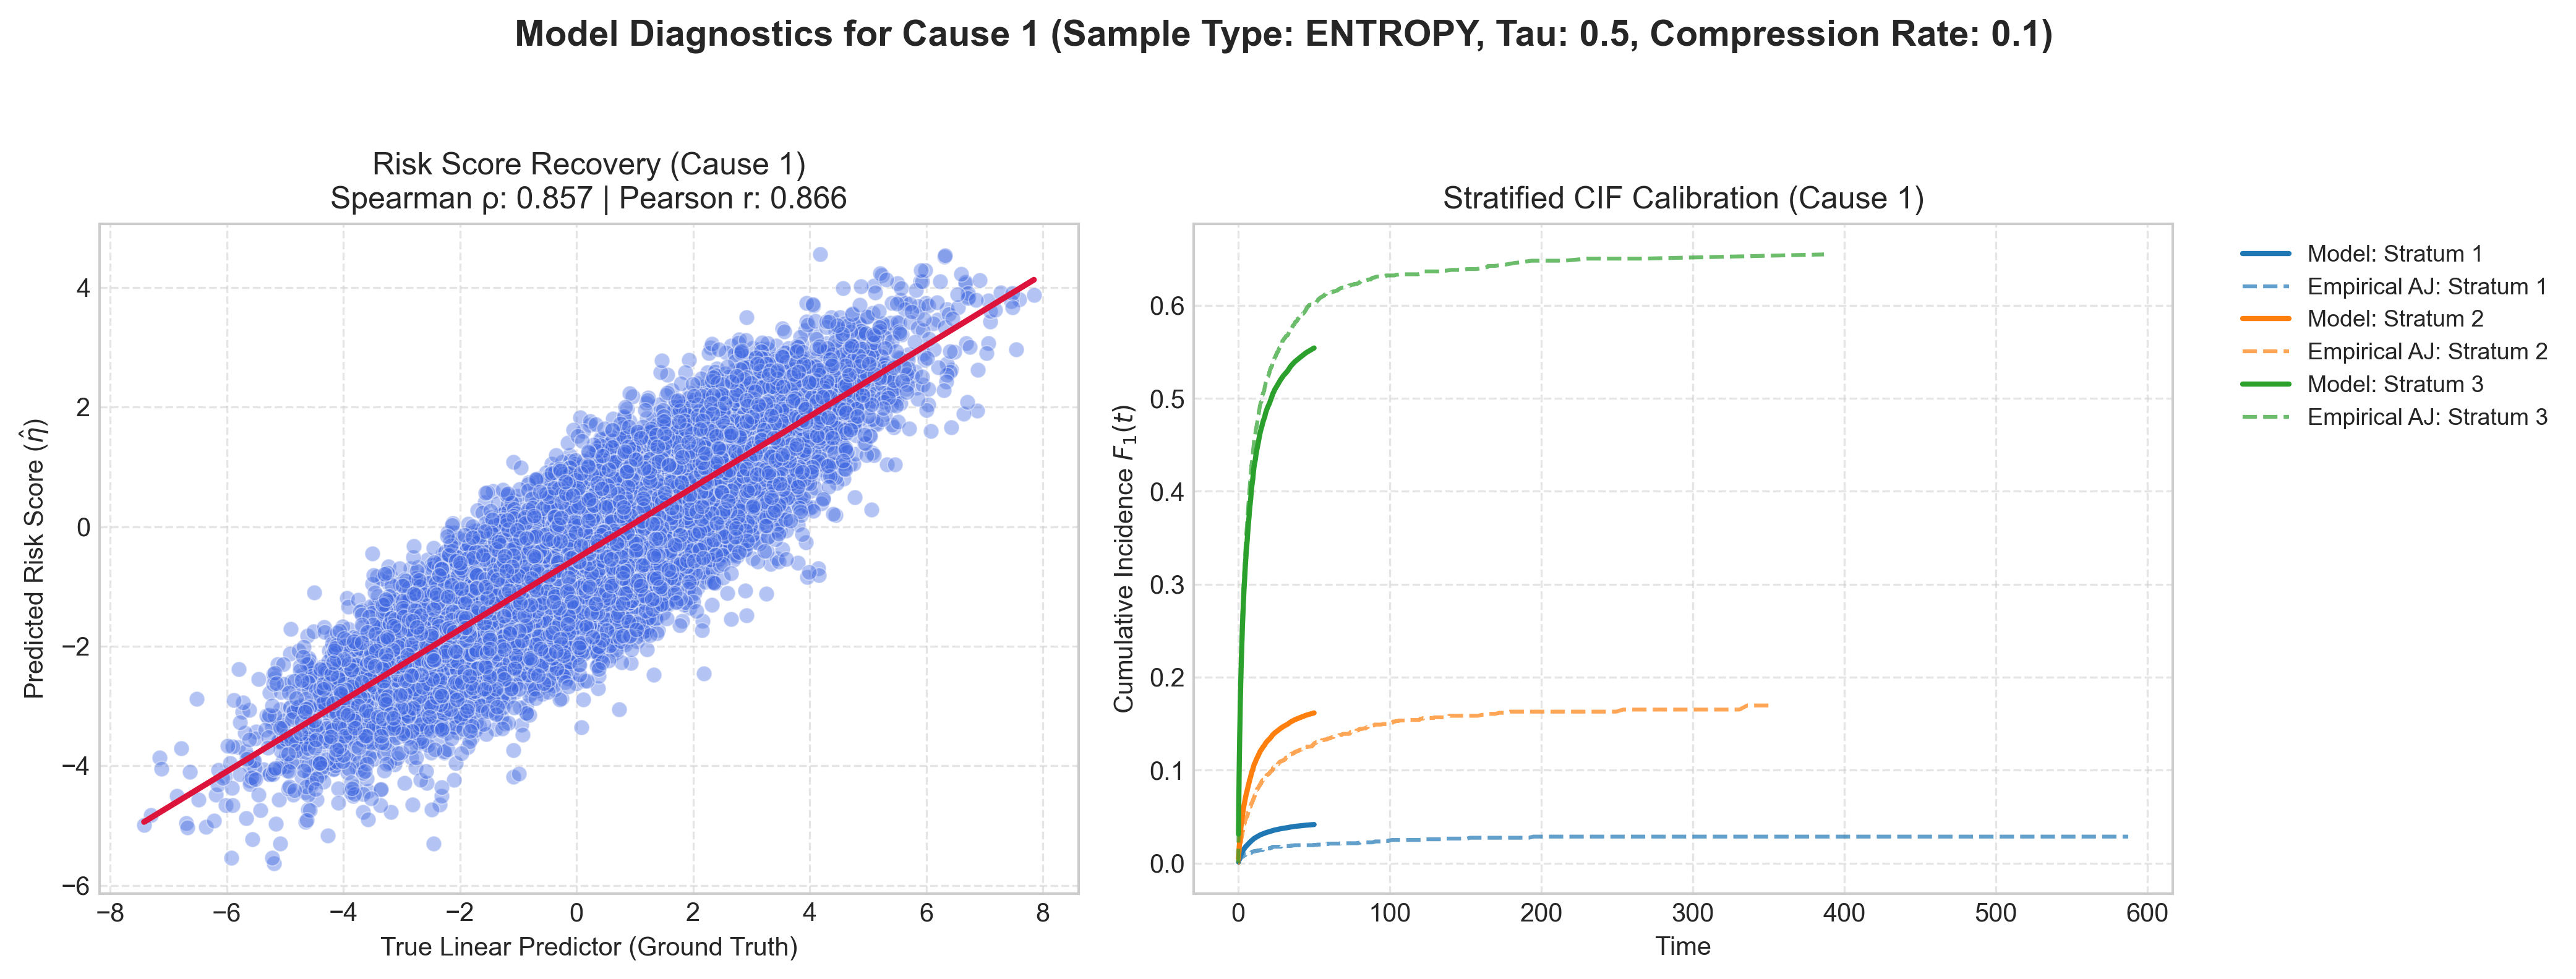 Model Diagnostics for Cause 1 (Sample Type: ENTROPY, Tau: 0.5, Compression Rate: 0.1)
Risk Score Recovery (Cause 1)
Spearman ρ: 0.857 | Pearson r: 0.866
Predicted Risk Score (η̂)
4
2
0
−2
−4
−6
−8 −6 −4 −2 0 2 4 6 8
True Linear Predictor (Ground Truth)
Stratified CIF Calibration (Cause 1)
Cumulative Incidence F₁(t)
0.6
0.5
0.4
0.3
0.2
0.1
0.0
0 100 200 300 400 500 600
Time
Model: Stratum 1
Empirical AJ: Stratum 1
Model: Stratum 2
Empirical AJ: Stratum 2
Model: Stratum 3
Empirical AJ: Stratum 3